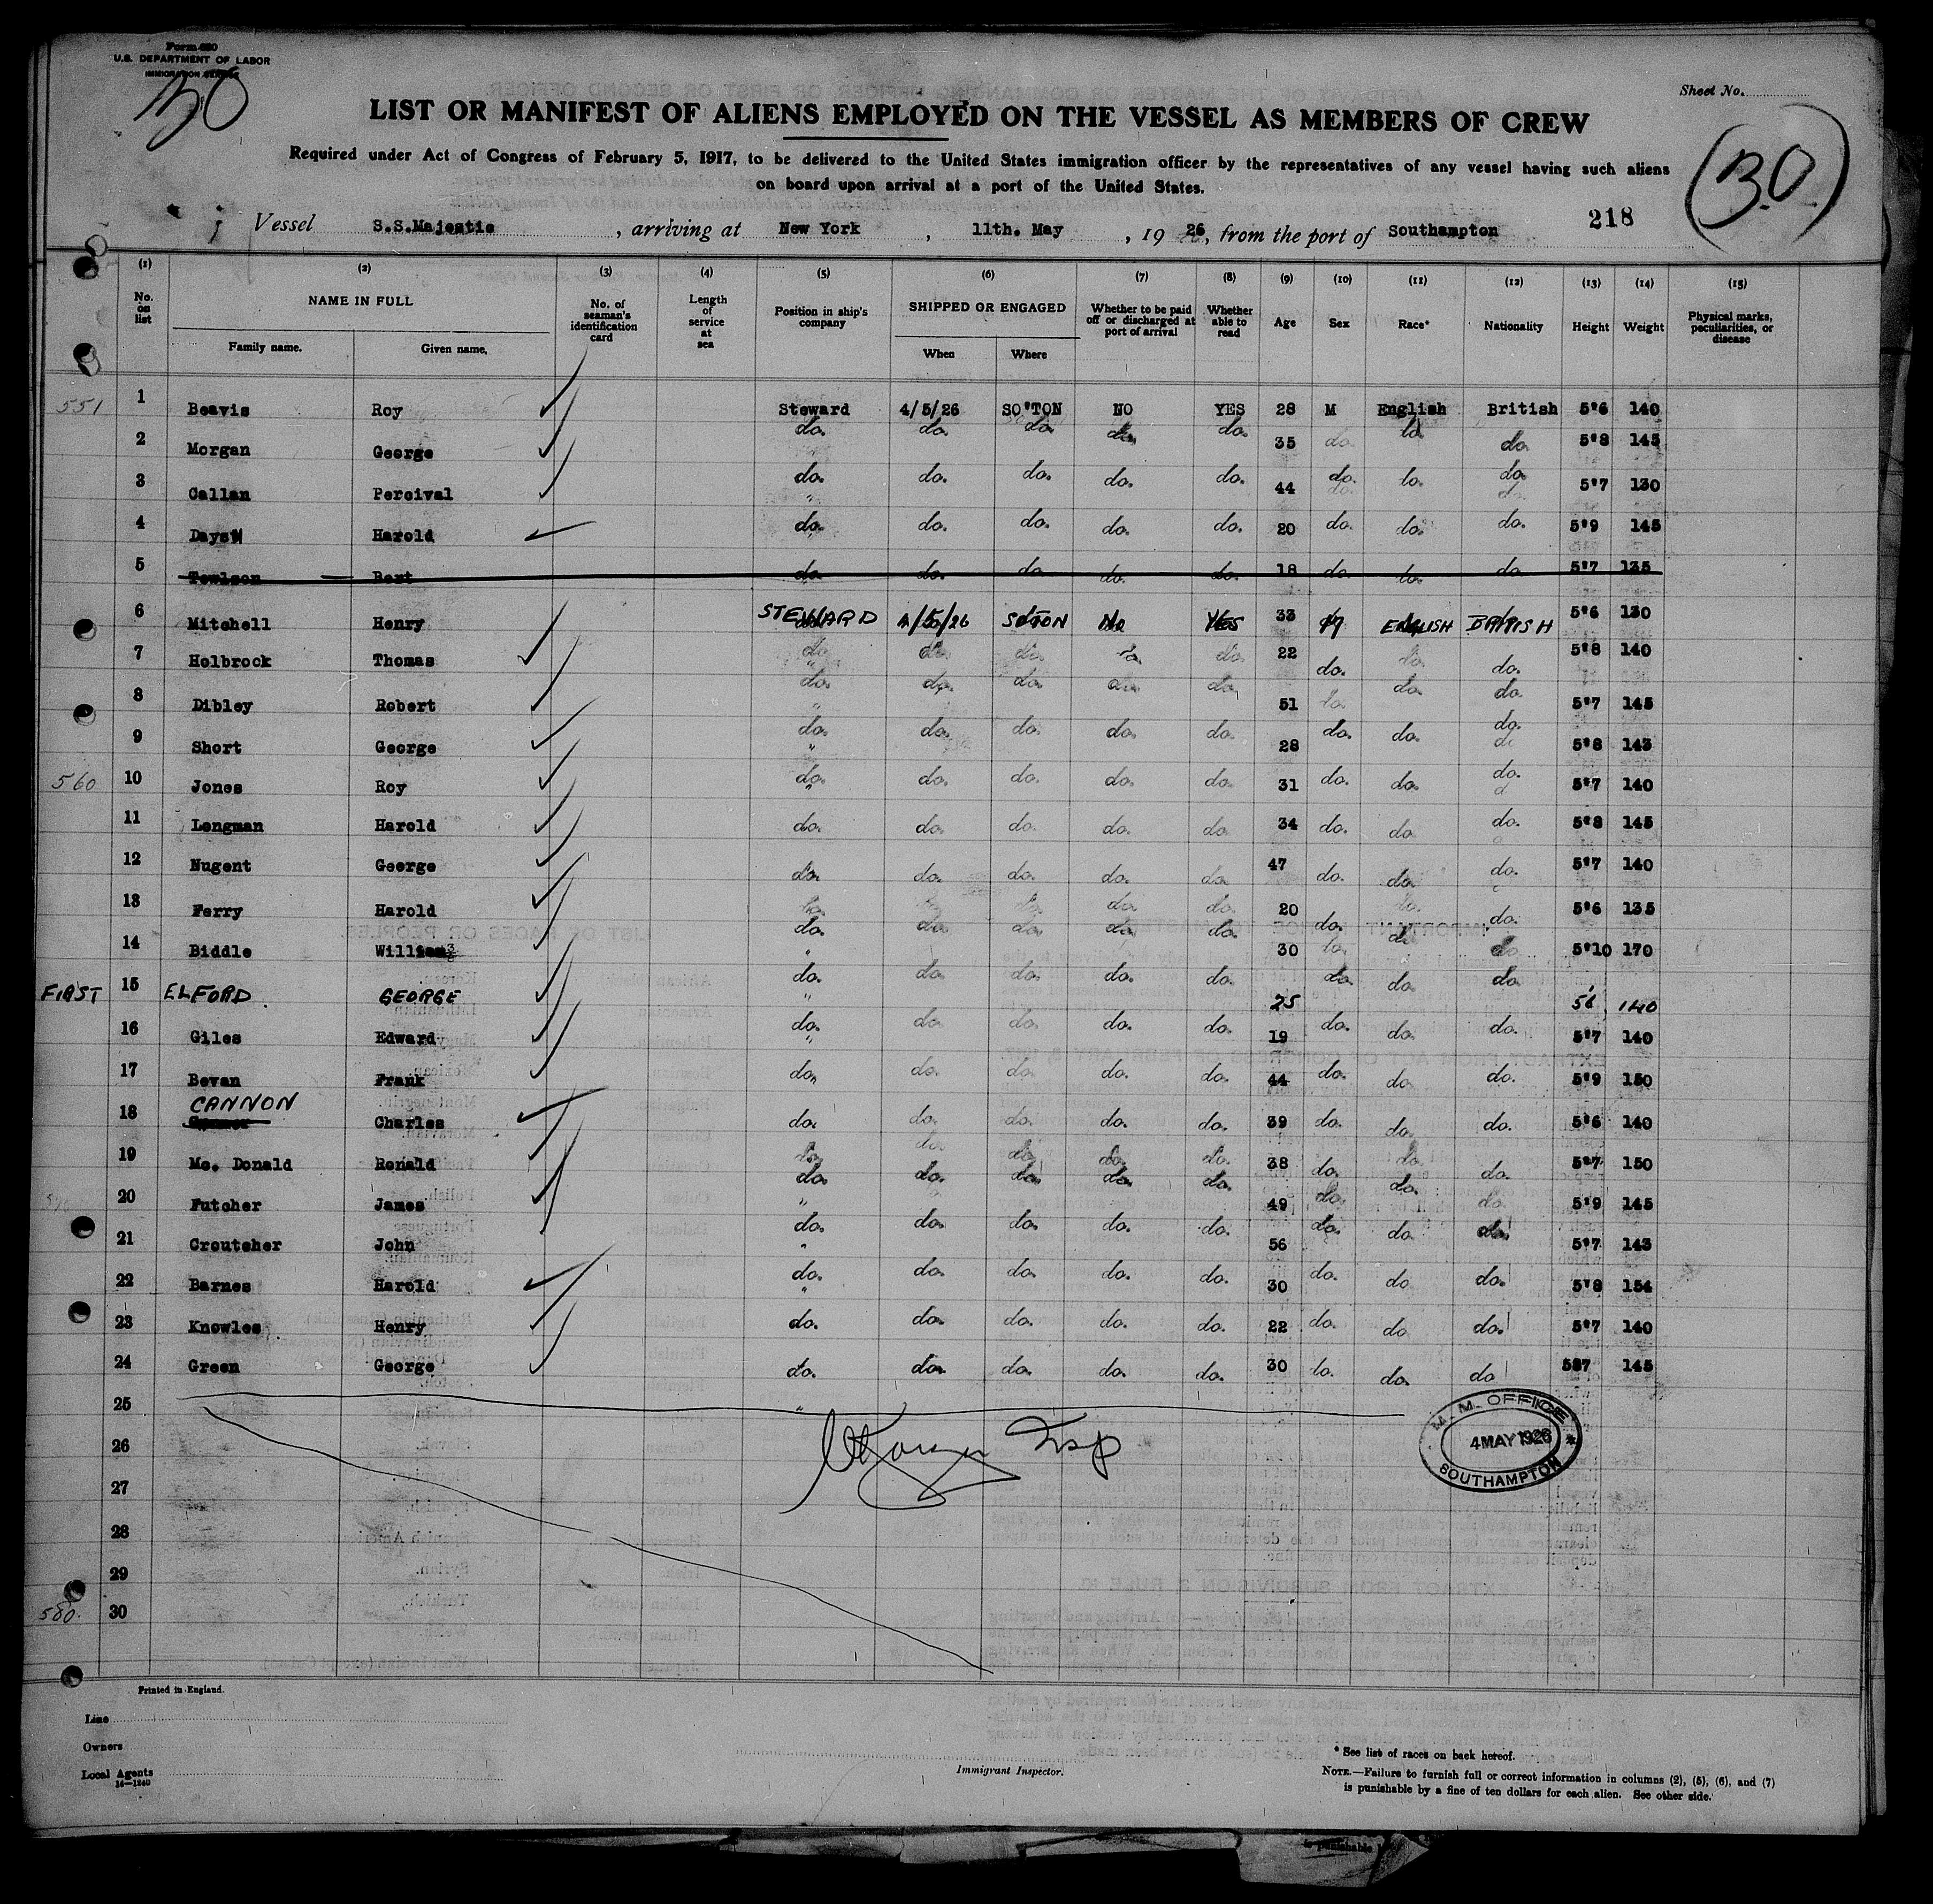 Form 680
U.S. DEPARTMENT OF LABOR
IMMIGRATION SERVICE
Sheet No.
LIST OR MANIFEST OF ALIENS EMPLOYED ON THE VESSEL AS MEMBERS OF CREW
Required under Act of Congress of February 5, 1917, to be delivered to the United States immigration officer by the representatives of any vessel having such aliens
on board upon arrival at a port of the United States.
(30)
218
Vessel S.S.Majestic, arriving at New York, 11th. May, 1926, from the port of Southampton
(1) (2) (3) (4) (5) (6) (7) (8) (9) (10) (11) (12) (13) (14) (15)
No. on list NAME IN FULL Family name. Given name. No. of seaman's identification card Length of service at sea Position in ship's company SHIPPED OR ENGAGED When Where Whether to be paid off or discharged at port of arrival Whether able to read Age Sex Race* Nationality Height Weight Physical marks, peculiarities, or disease
551 1 Beavis Roy Steward 4/5/26 SO'TON NO YES 28 M English British 5'6 140
2 Morgan George do. do. do. do. do. 35 do. do. do. 5'8 145
3 Callan Percival do. do. do. do. do. 44 do. do. do. 5'7 130
4 Daysh Harold do. do. do. do. do. 20 do. do. do. 5'9 145
5 Towlson Bert do. do. do. do. do. 18 do. do. do. 5'7 135
6 Mitchell Henry STEWARD 4/5/26 SOTON No YES 33 M ENGLISH BRITISH 5'6 130
7 Holbrock Thomas do. do. do. do. do. 22 do. do. do. 5'8 140
8 Dibley Robert do. do. do. do. do. 51 do. do. do. 5'7 145
9 Short George do. do. do. do. do. 28 do. do. do. 5'8 143
560 10 Jones Roy do. do. do. do. do. 31 do. do. do. 5'7 140
11 Longman Harold do. do. do. do. do. 34 do. do. do. 5'8 145
12 Nugent George do. do. do. do. do. 47 do. do. do. 5'7 140
13 Ferry Harold do. do. do. do. do. 20 do. do. do. 5'6 135
14 Biddle William do. do. do. do. do. 30 do. do. do. 5'10 170
FIRST 15 ELFORD GEORGE do. do. do. do. do. 25 do. do. do. 140
16 Giles Edward do. do. do. do. do. 19 do. do. do. 5'7 140
17 Bevan Frank do. do. do. do. do. 44 do. do. do. 5'9 150
18 CANNON Charles do. do. do. do. do. 39 do. do. do. 5'6 140
19 Mc. Donald Ronald do. do. do. do. do. 38 do. do. do. 5'7 150
20 Futcher James do. do. do. do. do. 49 do. do. do. 5'9 145
21 Croutcher John do. do. do. do. do. 56 do. do. do. 5'7 143
22 Barnes Harold do. do. do. do. do. 30 do. do. do. 5'8 154
23 Knowles Henry do. do. do. do. do. 22 do. do. do. 5'7 140
24 Green George do. do. do. do. do. 30 do. do. do. 587 145
25
26
27
28
29
580. 30
Insp
M. M. OFFICE
4 MAY 1926
SOUTHAMPTON
Printed in England.
Line
Owners
Local Agents
14—1240
Immigrant Inspector.
* See list of races on back hereof.
NOTE.—Failure to furnish full or correct information in columns (2), (5), (6), and (7)
is punishable by a fine of ten dollars for each alien. See other side.